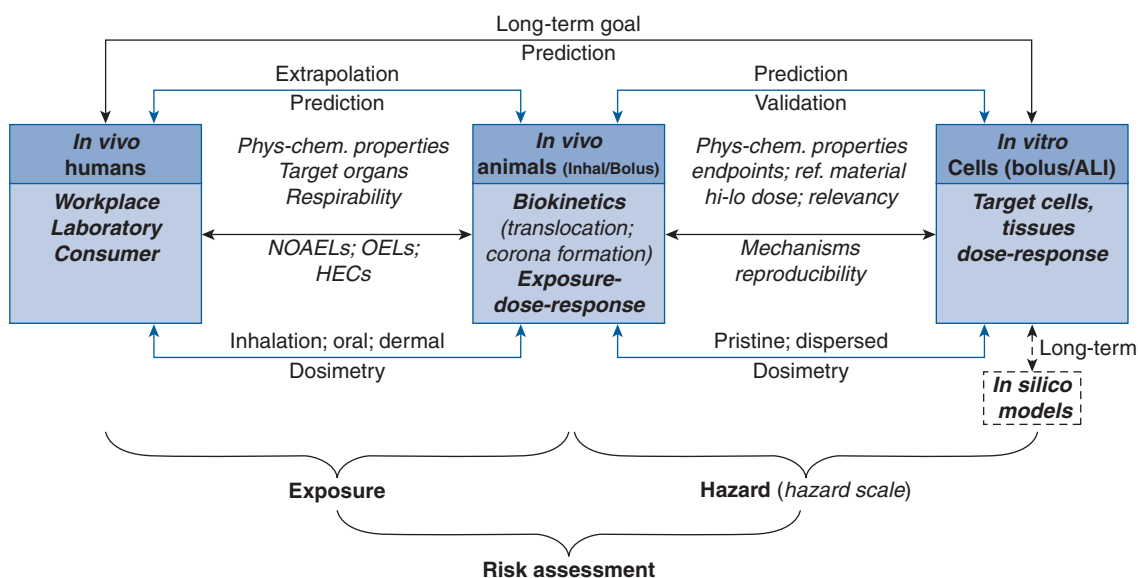 Long-term goal
Prediction
Extrapolation
Prediction
Prediction
Validation
In vivo
humans
Workplace
Laboratory
Consumer
Phys-chem. properties
Target organs
Respirability
NOAELs; OELs;
HECs
In vivo
animals (Inhal/Bolus)
Biokinetics
(translocation;
corona formation)
Exposure-
dose-response
Phys-chem. properties
endpoints; ref. material
hi-lo dose; relevancy
Mechanisms
reproducibility
In vitro
Cells (bolus/ALI)
Target cells,
tissues
dose-response
Inhalation; oral; dermal
Dosimetry
Pristine; dispersed
Dosimetry
Long-term
In silico
models
Exposure
Hazard (hazard scale)
Risk assessment